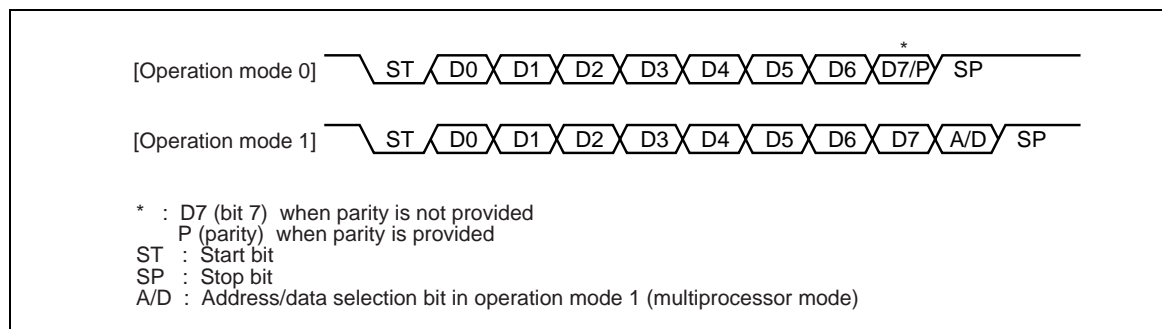 *
[Operation mode 0] ST D0 D1 D2 D3 D4 D5 D6 D7/P SP
[Operation mode 1] ST D0 D1 D2 D3 D4 D5 D6 D7 A/D SP
* : D7 (bit 7) when parity is not provided
P (parity) when parity is provided
ST : Start bit
SP : Stop bit
A/D : Address/data selection bit in operation mode 1 (multiprocessor mode)